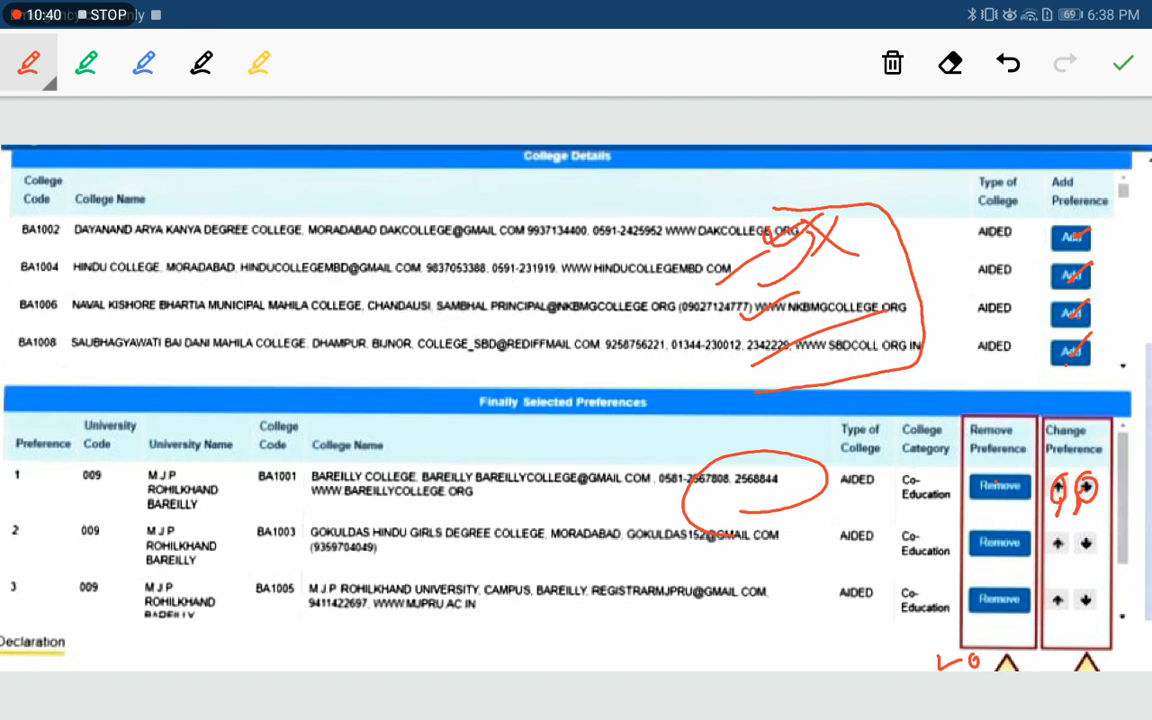 10:40 STOP ly 69 6:38 PM
College Details
College Code College Name Type of College Add Preference
BA1002 DAYANAND ARYA KANYA DEGREE COLLEGE, MORADABAD DAKCOLLEGE@GMAIL COM 9937134400, 0591-2425952 WWW DAKCOLLEGE ORG AIDED Add
BA1004 HINDU COLLEGE, MORADABAD, HINDUCOLLEGEMBD@GMAIL COM, 9837053388, 0591-231919, WWW HINDUCOLLEGEMBD COM AIDED Add
BA1006 NAVAL KISHORE BHARTIA MUNICIPAL MAHILA COLLEGE, CHANDAUSI, SAMBHAL PRINCIPAL@NKBMGCOLLEGE ORG (09027124777) WWW NKBMGCOLLEGE.ORG AIDED Add
BA1008 SAUBHAGYAWATI BAI DANI MAHILA COLLEGE, DHAMPUR, BIJNOR, COLLEGE_SBD@REDIFFMAIL COM, 9258756221, 01344-230012, 2342229, WWW SBDCOLL ORG IN AIDED Add
Finally Selected Preferences
Preference University Code University Name College Code College Name Type of College College Category Remove Preference Change Preference
1 009 M J P ROHILKHAND BAREILLY BA1001 BAREILLY COLLEGE, BAREILLY BAREILLYCOLLEGE@GMAIL COM , 0581-2567808, 2568844 WWW.BAREILLYCOLLEGE ORG AIDED Co-Education Remove
2 009 M J P ROHILKHAND BAREILLY BA1003 GOKULDAS HINDU GIRLS DEGREE COLLEGE, MORADABAD, GOKULDAS152@GMAIL COM (9359704049) AIDED Co-Education Remove
3 009 M J P ROHILKHAND BAREILLY BA1005 M J P ROHILKHAND UNIVERSITY, CAMPUS, BAREILLY, REGISTRARMJPRU@GMAIL COM, 9411422697, WWW.MJPRU.AC IN AIDED Co-Education Remove
Declaration